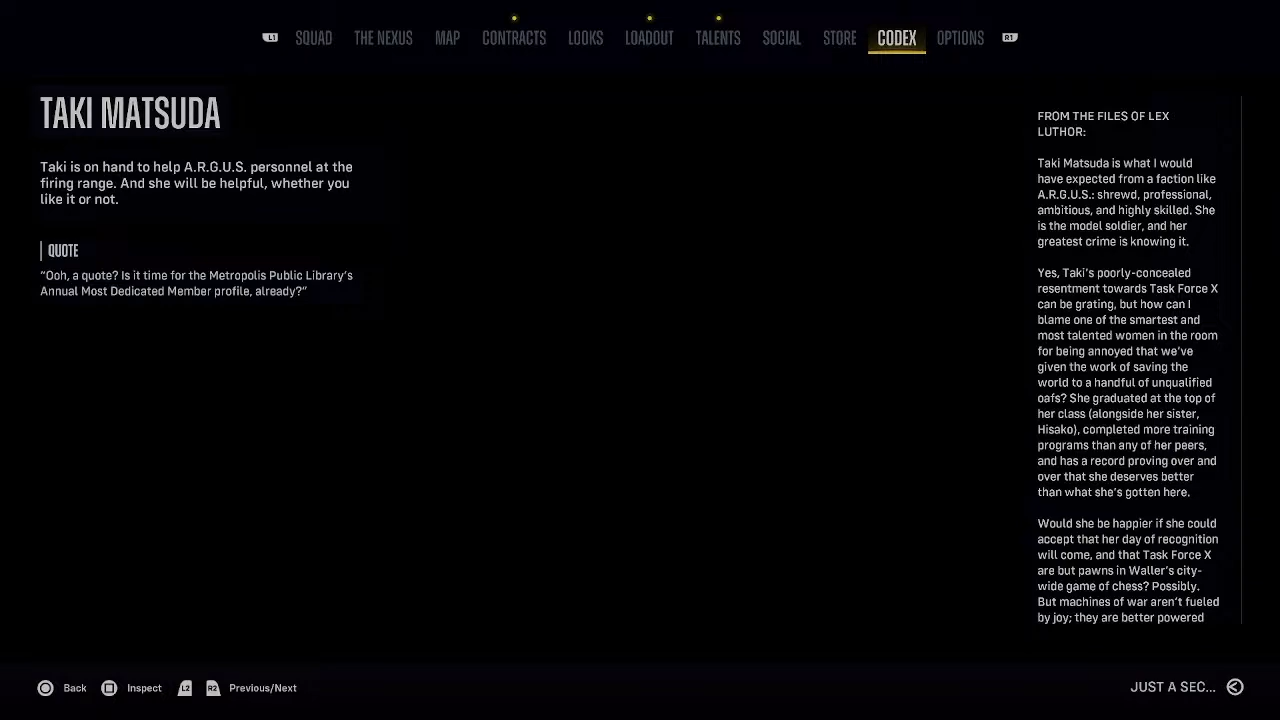 L1 SQUAD THE NEXUS MAP CONTRACTS LOOKS LOADOUT TALENTS SOCIAL STORE CODEX OPTIONS R1
TAKI MATSUDA
Taki is on hand to help A.R.G.U.S. personnel at the
firing range. And she will be helpful, whether you
like it or not.
QUOTE
"Ooh, a quote? Is it time for the Metropolis Public Library's
Annual Most Dedicated Member profile, already?"
FROM THE FILES OF LEX
LUTHOR:
Taki Matsuda is what I would
have expected from a faction like
A.R.G.U.S.: shrewd, professional,
ambitious, and highly skilled. She
is the model soldier, and her
greatest crime is knowing it.
Yes, Taki's poorly-concealed
resentment towards Task Force X
can be grating, but how can I
blame one of the smartest and
most talented women in the room
for being annoyed that we've
given the work of saving the
world to a handful of unqualified
oafs? She graduated at the top of
her class (alongside her sister,
Hisako), completed more training
programs than any of her peers,
and has a record proving over and
over that she deserves better
than what she's gotten here.
Would she be happier if she could
accept that her day of recognition
will come, and that Task Force X
are but pawns in Waller's city-
wide game of chess? Possibly.
But machines of war aren't fueled
by joy; they are better powered
Back Inspect L2 R2 Previous/Next
JUST A SEC...